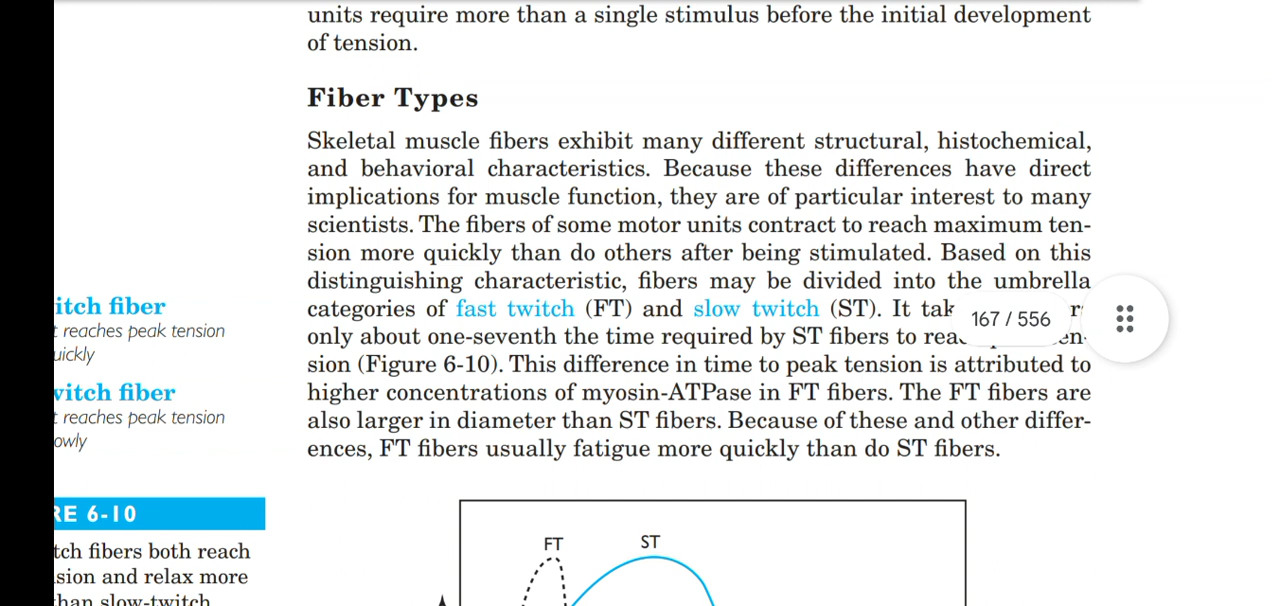 units require more than a single stimulus before the initial development
of tension.
Fiber Types
Skeletal muscle fibers exhibit many different structural, histochemical,
and behavioral characteristics. Because these differences have direct
implications for muscle function, they are of particular interest to many
scientists. The fibers of some motor units contract to reach maximum ten-
sion more quickly than do others after being stimulated. Based on this
distinguishing characteristic, fibers may be divided into the umbrella
categories of fast twitch (FT) and slow twitch (ST). It
only about one-seventh the time required by ST fibers to
sion (Figure 6-10). This difference in time to peak tension is attributed to
higher concentrations of myosin-ATPase in FT fibers. The FT fibers are
also larger in diameter than ST fibers. Because of these and other differ-
ences, FT fibers usually fatigue more quickly than do ST fibers.
167 / 556
itch fiber
reaches peak tension
uickly
vitch fiber
reaches peak tension
owly
RE 6-10
tch fibers both reach
sion and relax more
han slow-twitch
FT
ST